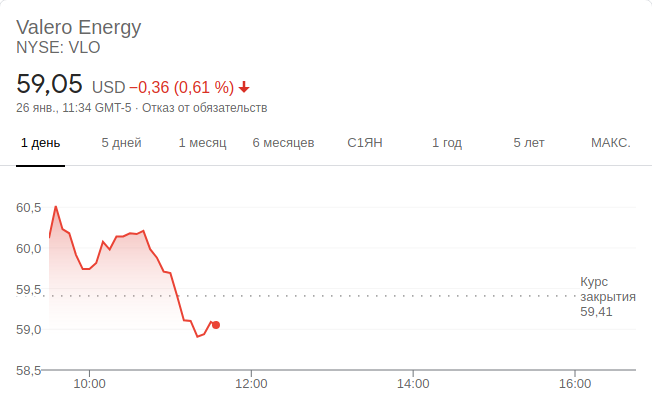 Valero Energy
NYSE: VLO
59,05 USD −0,36 (0,61 %)
26 янв., 11:34 GMT-5 · Отказ от обязательств
1 день 5 дней 1 месяц 6 месяцев С1ЯН 1 год 5 лет МАКС.
60,5
60,0
59,5
59,0
58,5
Курс
закрытия
59,41
10:00 12:00 14:00 16:00